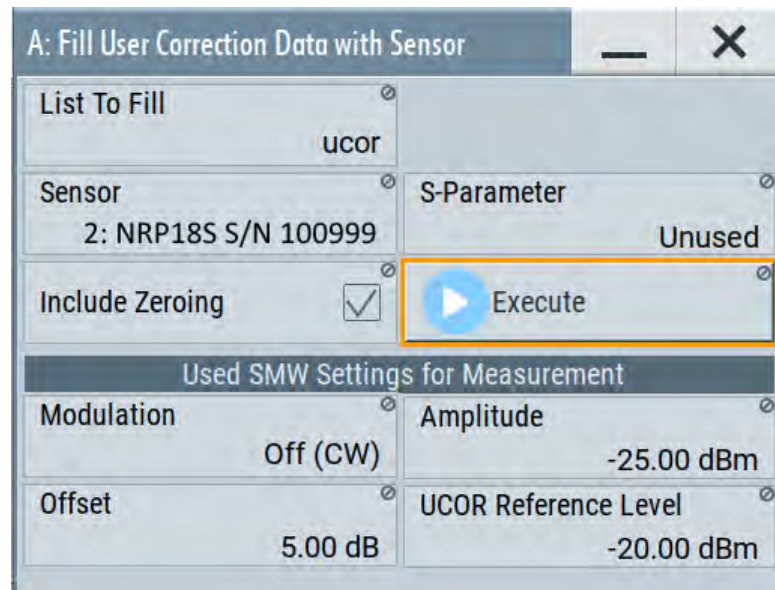 A: Fill User Correction Data with Sensor
List To Fill
ucor
Sensor
2: NRP18S S/N 100999
S-Parameter
Unused
Include Zeroing
Execute
Used SMW Settings for Measurement
Modulation
Off (CW)
Amplitude
-25.00 dBm
Offset
5.00 dB
UCOR Reference Level
-20.00 dBm